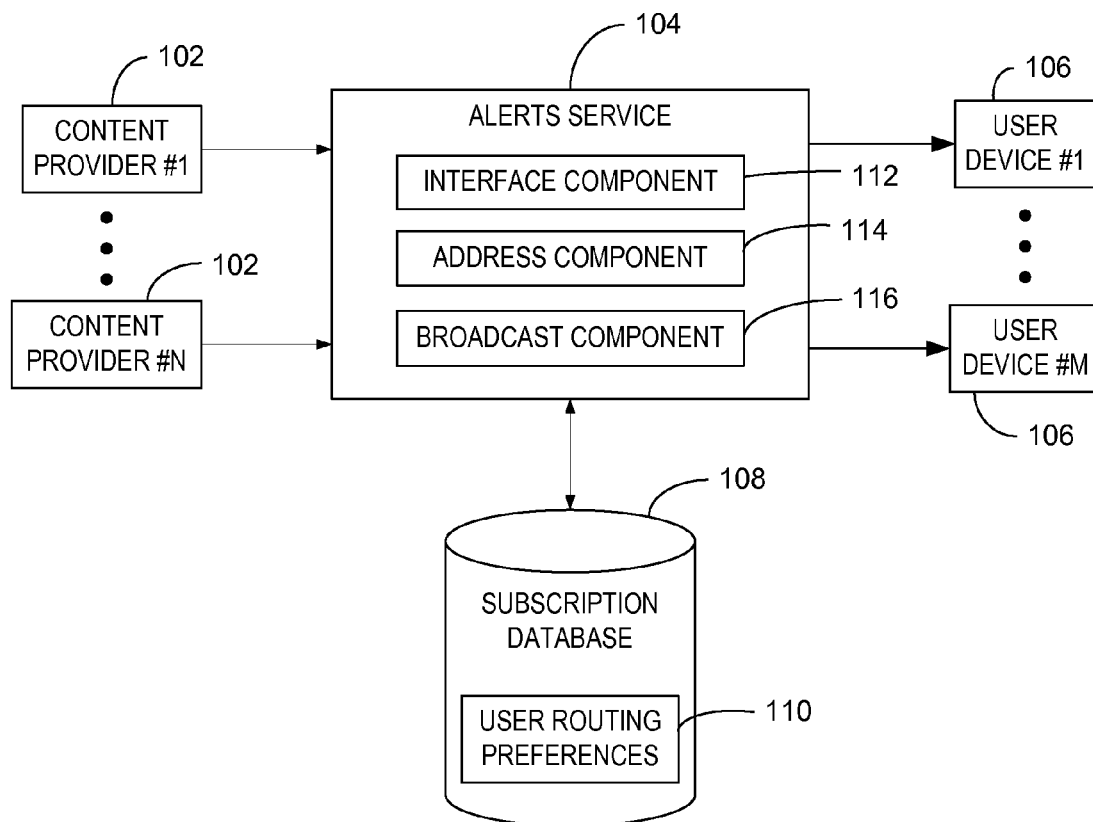 102
CONTENT
PROVIDER #1
102
CONTENT
PROVIDER #N
104
ALERTS SERVICE
INTERFACE COMPONENT
112
ADDRESS COMPONENT
114
BROADCAST COMPONENT
116
106
USER
DEVICE #1
USER
DEVICE #M
106
108
SUBSCRIPTION
DATABASE
USER ROUTING
PREFERENCES
110